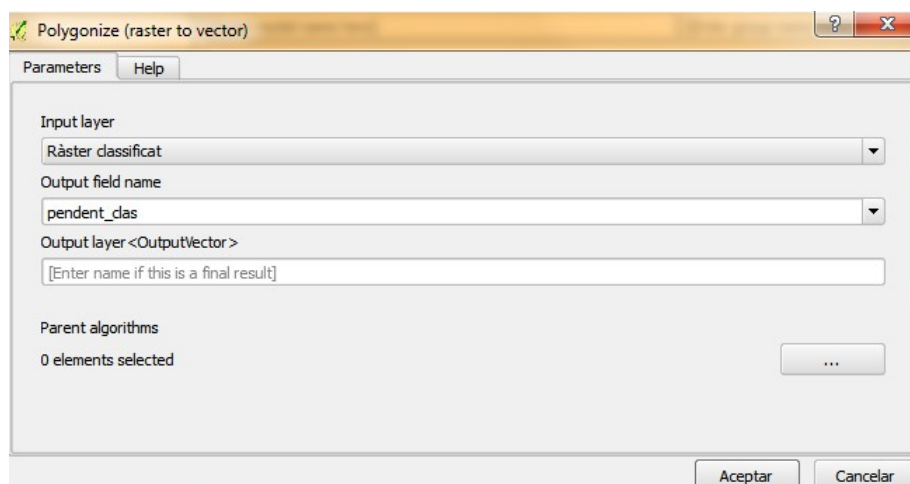 Polygonize (raster to vector)
? X
Parameters Help
Input layer
Ràster classificat
Output field name
pendent_clas
Output layer<OutputVector>
[Enter name if this is a final result]
Parent algorithms
0 elements selected
...
Aceptar Cancelar